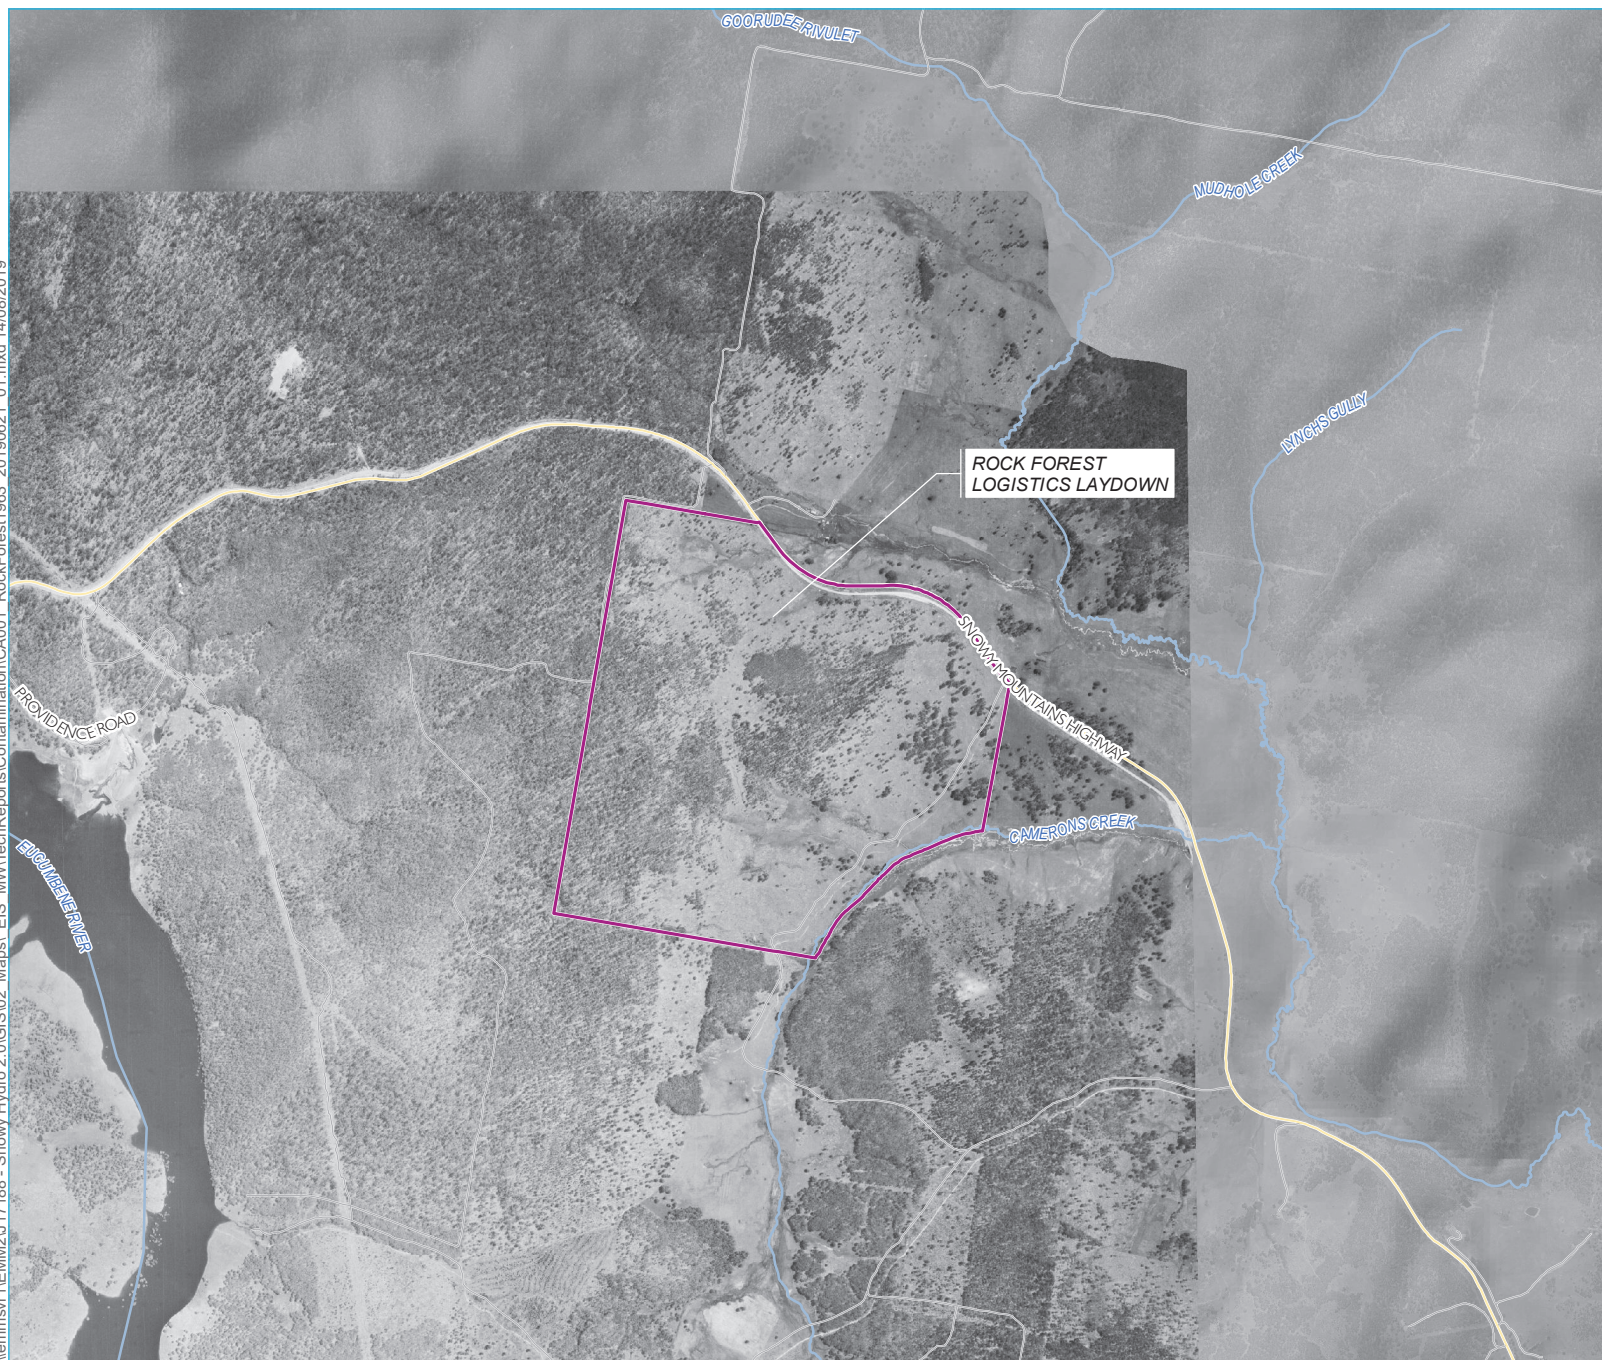 GOORUDEE RIVULET
MUDHOLE CREEK
LYNCHS GULLY
ROCK FOREST
LOGISTICS LAYDOWN
SNOWY MOUNTAINS HIGHWAY
PROVIDENCE ROAD
CAMERONS CREEK
EUCUMBENE RIVER